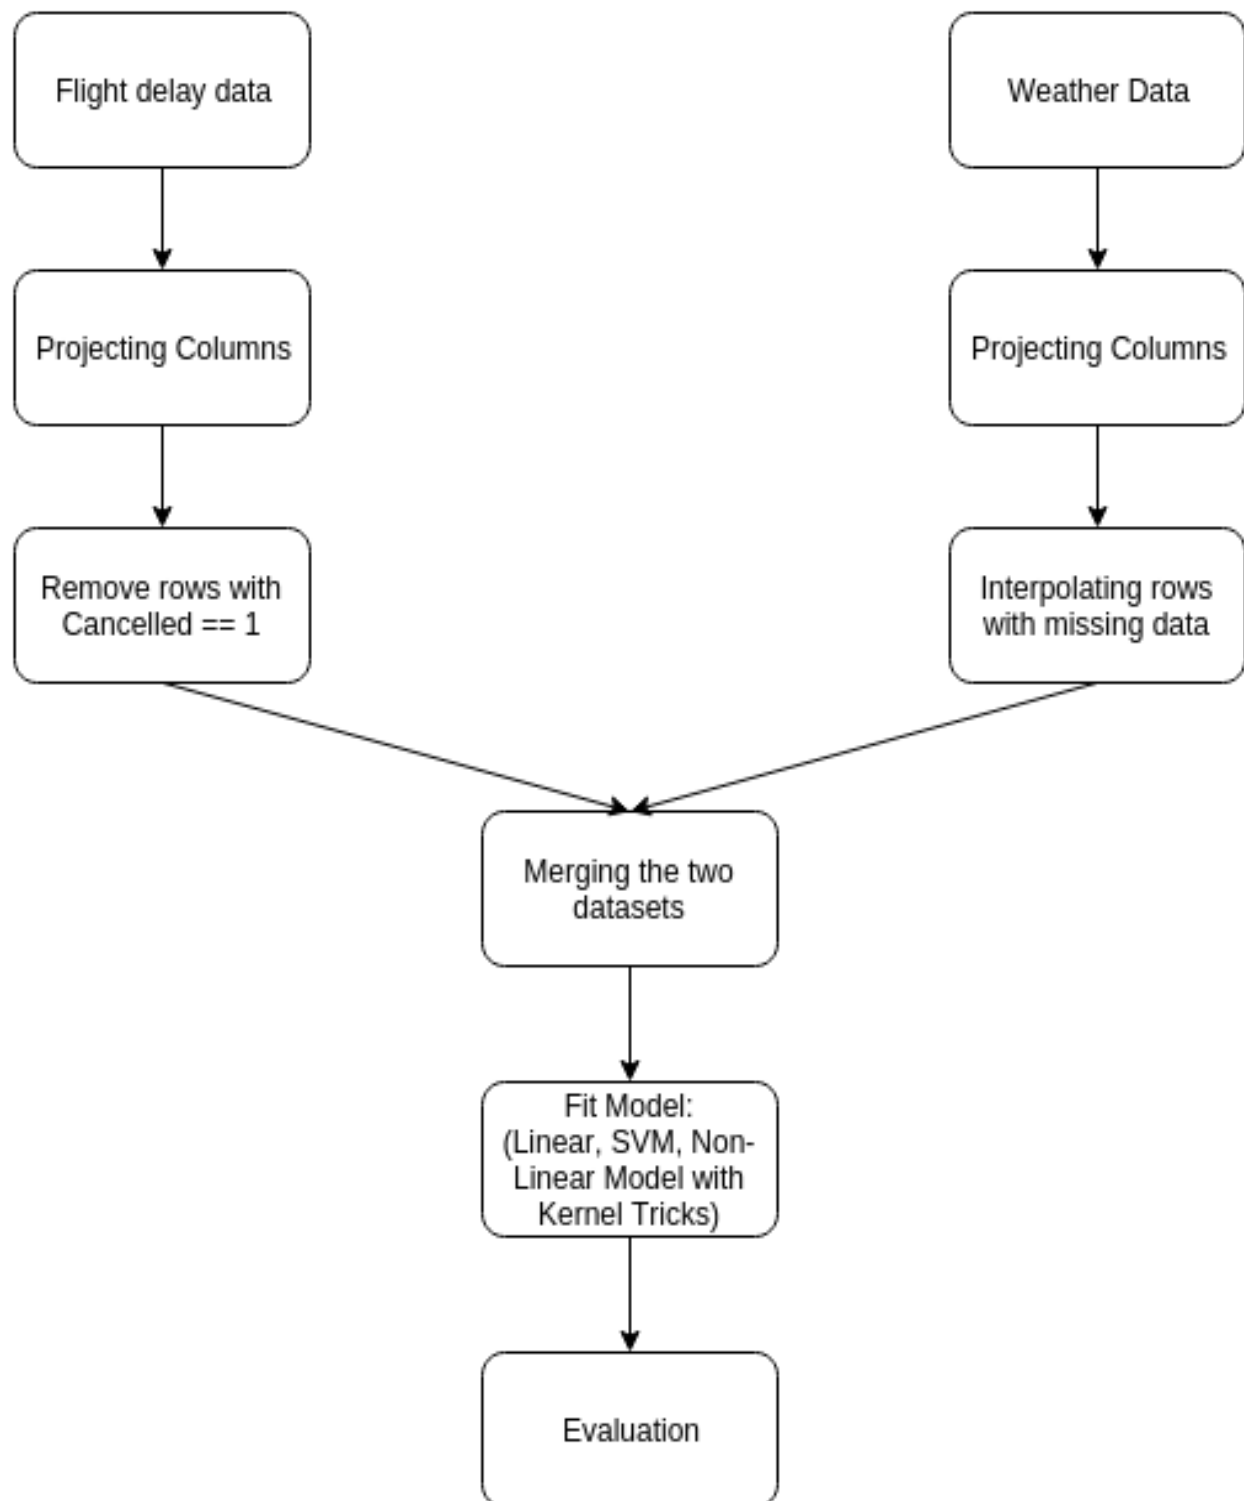 Flight delay data
Weather Data
Projecting Columns
Projecting Columns
Remove rows with
Cancelled == 1
Interpolating rows
with missing data
Merging the two
datasets
Fit Model:
(Linear, SVM, Non-
Linear Model with
Kernel Tricks)
Evaluation